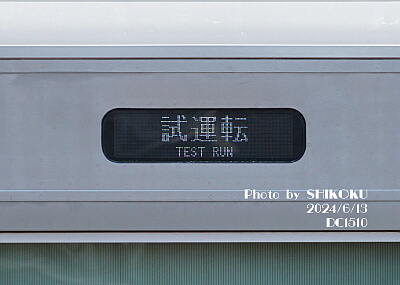 試運転
TEST RUN
Photo by SHIKOKU
2024/6/13
DC1510